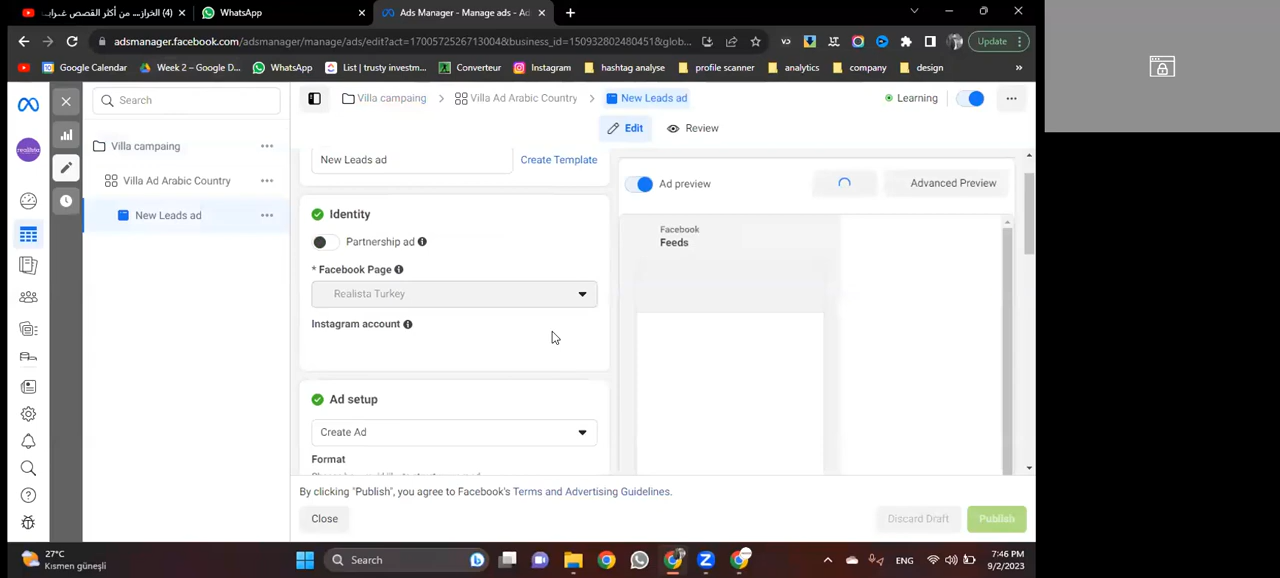 (4) الخراز.... من أكثر القصص غــرابـ
WhatsApp
Ads Manager - Manage ads - Ad
adsmanager.facebook.com/adsmanager/manage/ads/edit?act=1700572526713004&business_id=1509328024804518&glob...
Update
Google Calendar
Week 2 – Google D...
WhatsApp
List | trusty investm...
Converteur
Instagram
hashtag analyse
profile scanner
analytics
company
design
»
Search
Villa campaing
Villa Ad Arabic Country
New Leads ad
Learning
Edit
Review
Villa campaing
Villa Ad Arabic Country
New Leads ad
New Leads ad
Create Template
Ad preview
Advanced Preview
Identity
Partnership ad
* Facebook Page
Realista Turkey
Instagram account
Facebook
Feeds
Ad setup
Create Ad
Format
By clicking "Publish", you agree to Facebook's Terms and Advertising Guidelines.
Close
Discard Draft
Publish
27°C
Kısmen güneşli
Search
ENG
7:46 PM
9/2/2023